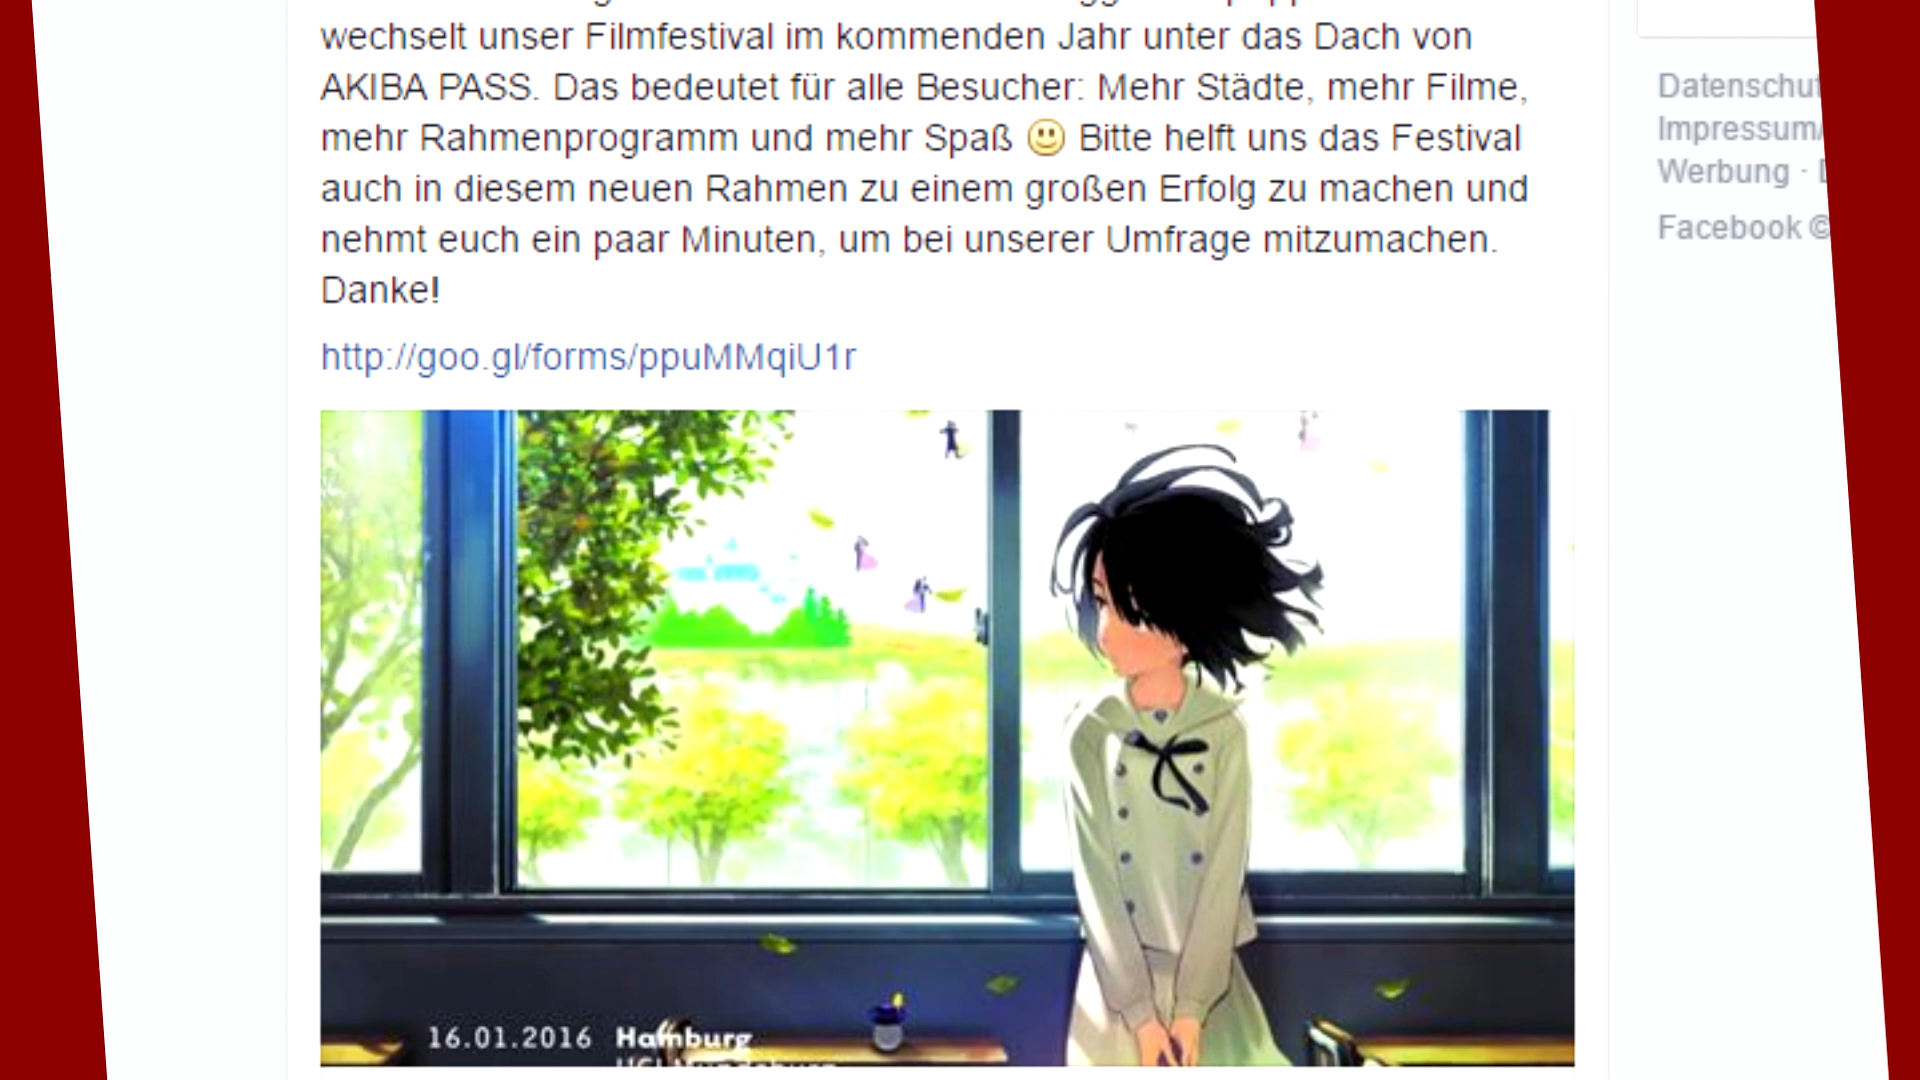 wechselt unser Filmfestival im kommenden Jahr unter das Dach von
AKIBA PASS. Das bedeutet für alle Besucher: Mehr Städte, mehr Filme,
mehr Rahmenprogramm und mehr Spaß 🙂 Bitte helft uns das Festival
auch in diesem neuen Rahmen zu einem großen Erfolg zu machen und
nehmt euch ein paar Minuten, um bei unserer Umfrage mitzumachen.
Danke!
http://goo.gl/forms/ppuMMqiU1r
16.01.2016 Hamburg
Impressum/
Werbung ·
Facebook ©